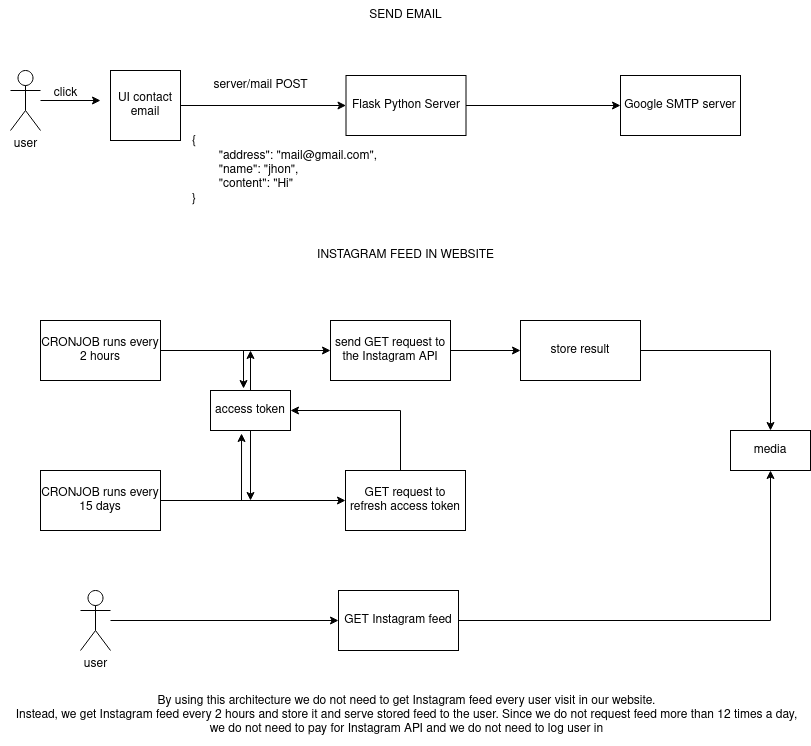 SEND EMAIL
click
user
UI contact
email
server/mail POST
{
"address": "mail@gmail.com",
"name": "jhon",
"content": "Hi"
}
Flask Python Server
Google SMTP server
INSTAGRAM FEED IN WEBSITE
CRONJOB runs every
2 hours
send GET request to
the Instagram API
store result
access token
media
CRONJOB runs every
15 days
GET request to
refresh access token
user
GET Instagram feed
By using this architecture we do not need to get Instagram feed every user visit in our website.
Instead, we get Instagram feed every 2 hours and store it and serve stored feed to the user. Since we do not request feed more than 12 times a day,
we do not need to pay for Instagram API and we do not need to log user in